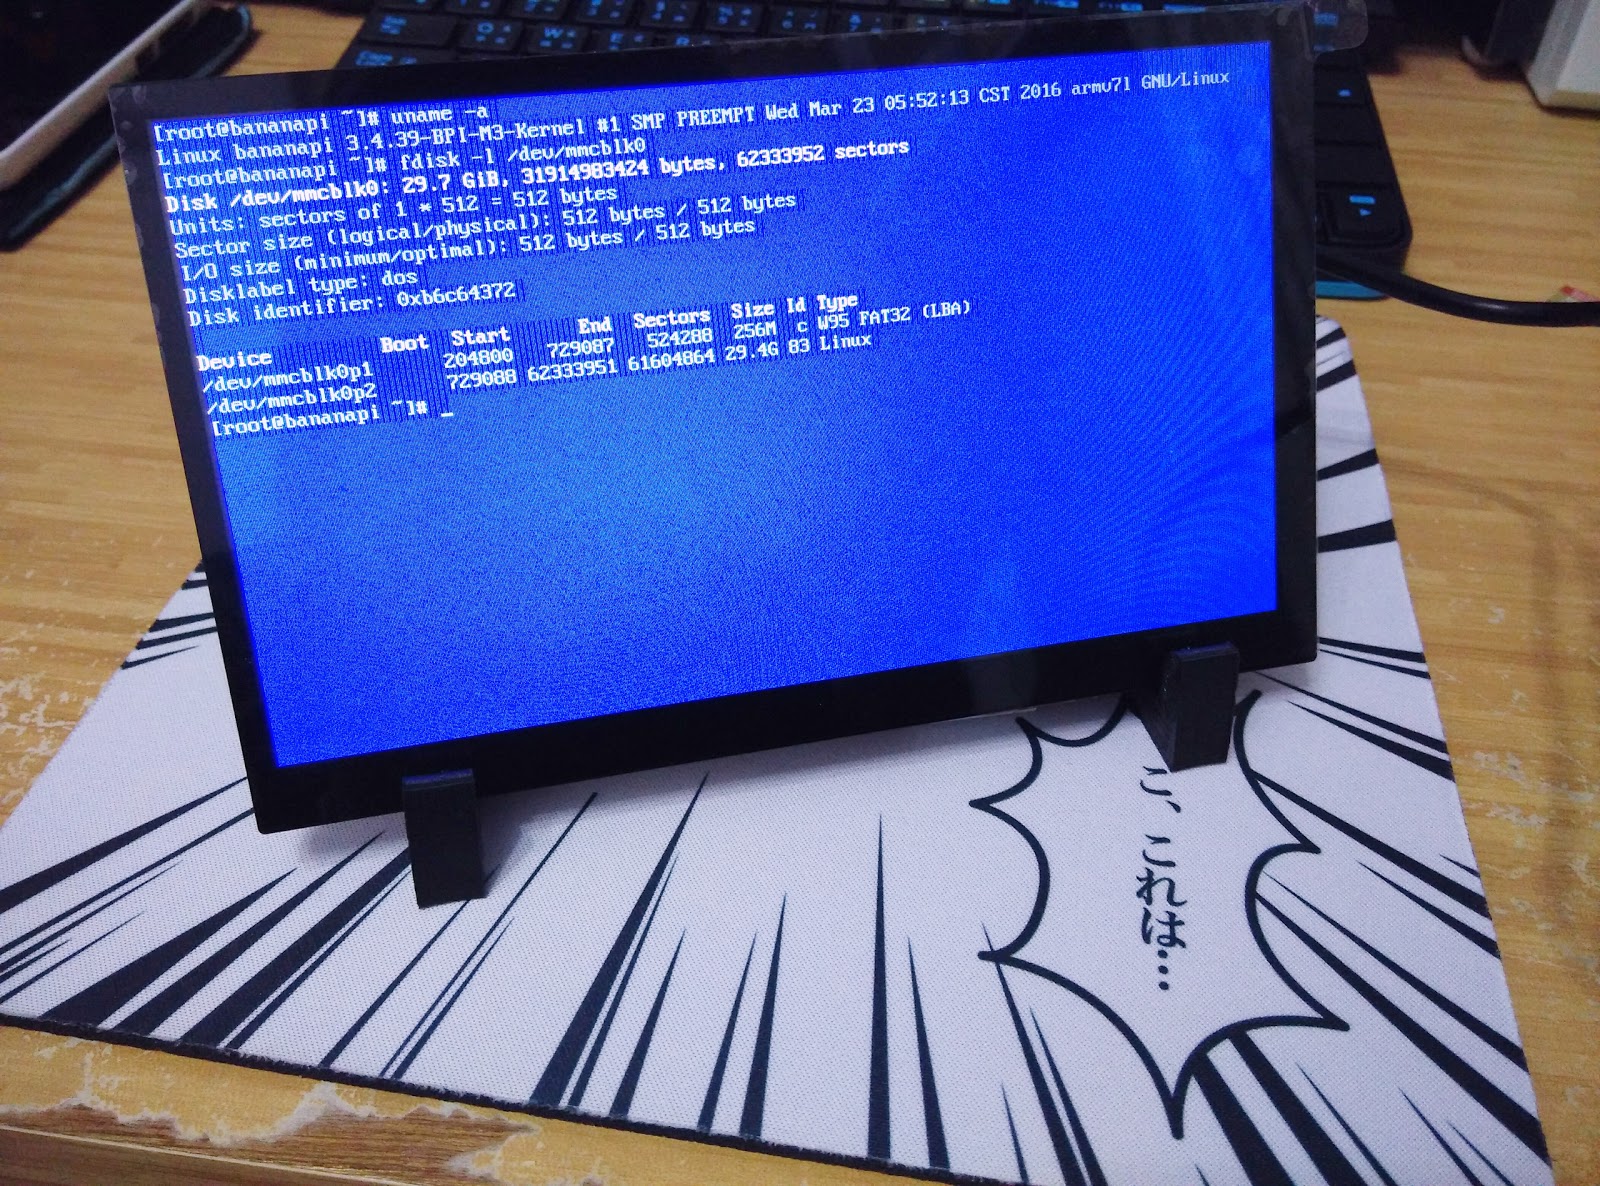 [root@bananapi ~]# uname -a
Linux bananapi 3.4.39-BPI-M3-Kernel #1 SMP PREEMPT Wed Mar 23 05:52:13 CST 2016 armv7l GNU/Linux
[root@bananapi ~]# fdisk -l /dev/mmcblk0
Disk /dev/mmcblk0: 29.7 GiB, 31914983424 bytes, 62333952 sectors
Units: sectors of 1 * 512 = 512 bytes
Sector size (logical/physical): 512 bytes / 512 bytes
I/O size (minimum/optimal): 512 bytes / 512 bytes
Disklabel type: dos
Disk identifier: 0xb6c64372
Device Boot Start End Sectors Size Id Type
/dev/mmcblk0p1 204800 729087 524288 256M c W95 FAT32 (LBA)
/dev/mmcblk0p2 729088 62333951 61604864 29.4G 83 Linux
[root@bananapi ~]# _
こ、これは…